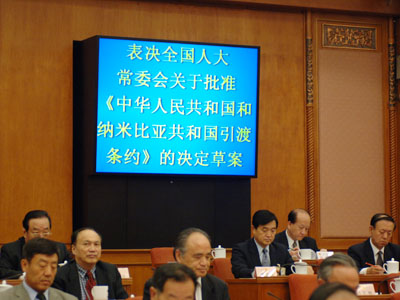 表决全国人大
常委会关于批准
《中华人民共和国和
纳米比亚共和国引渡
条约》的决定草案